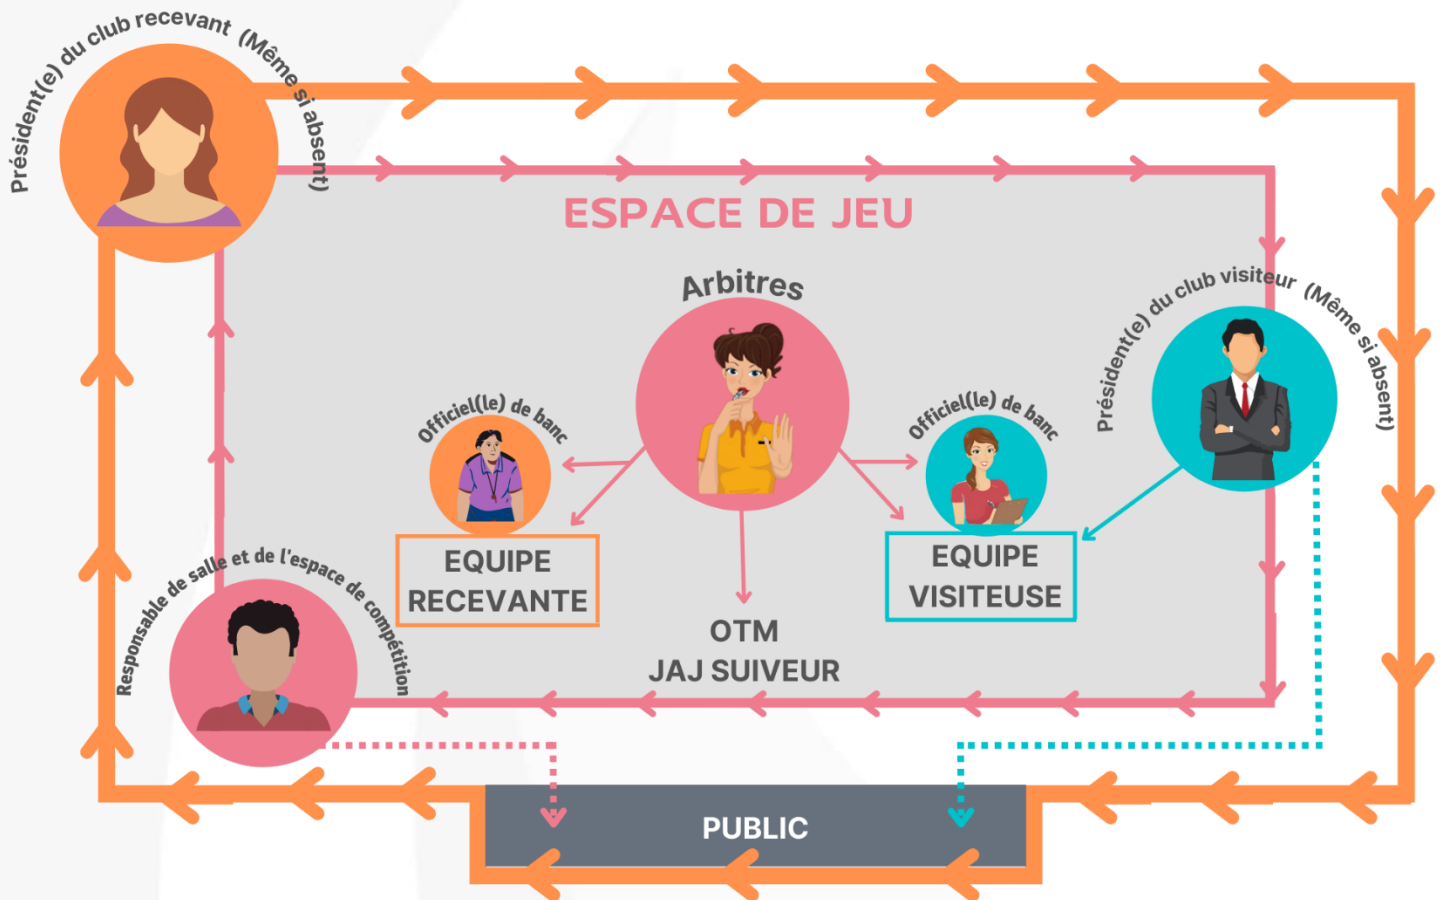 Président(e) du club recevant (Même si absent)
ESPACE DE JEU
Arbitres
Président(e) du club visiteur (Même si absent)
Officiel(le) de banc
Officiel(le) de banc
EQUIPE
RECEVANTE
EQUIPE
VISITEUSE
Responsable de salle et de l'espace de compétition
OTM
JAJ SUIVEUR
PUBLIC